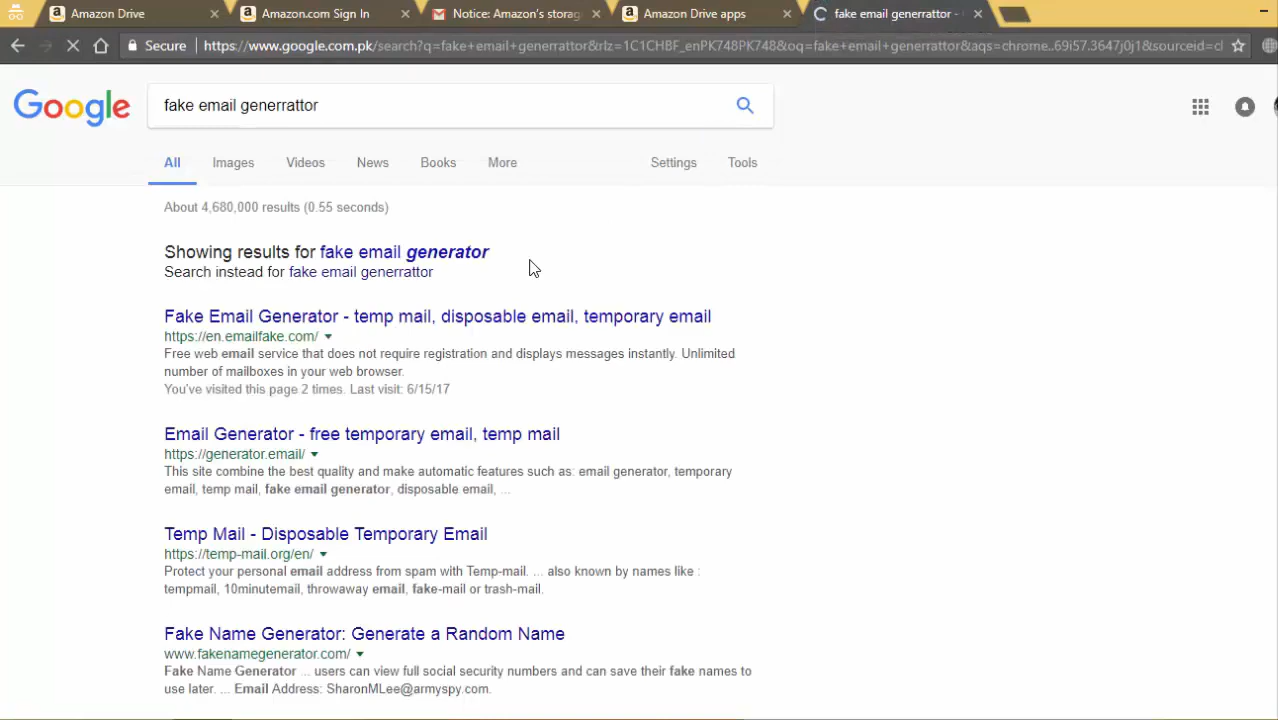 Amazon Drive
Amazon.com Sign In
Notice: Amazon's storag
Amazon Drive apps
fake email generrattor -
Secure
https://www.google.com.pk/search?q=fake+email+generrattor&rlz=1C1CHBF_enPK748PK748&oq=fake+email+generrattor&aqs=chrome..69i57.3647j0j1&sourceid=cl
Google
fake email generrattor
All Images Videos News Books More Settings Tools
About 4,680,000 results (0.55 seconds)
Showing results for fake email generator
Search instead for fake email generrattor
Fake Email Generator - temp mail, disposable email, temporary email
https://en.emailfake.com/
Free web email service that does not require registration and displays messages instantly. Unlimited
number of mailboxes in your web browser.
You've visited this page 2 times. Last visit: 6/15/17
Email Generator - free temporary email, temp mail
https://generator.email/
This site combine the best quality and make automatic features such as: email generator, temporary
email, temp mail, fake email generator, disposable email, ...
Temp Mail - Disposable Temporary Email
https://temp-mail.org/en/
Protect your personal email address from spam with Temp-mail. ... also known by names like :
tempmail, 10minutemail, throwaway email, fake-mail or trash-mail.
Fake Name Generator: Generate a Random Name
www.fakenamegenerator.com/
Fake Name Generator ... users can view full social security numbers and can save their fake names to
use later. ... Email Address: SharonMLee@armyspy.com.